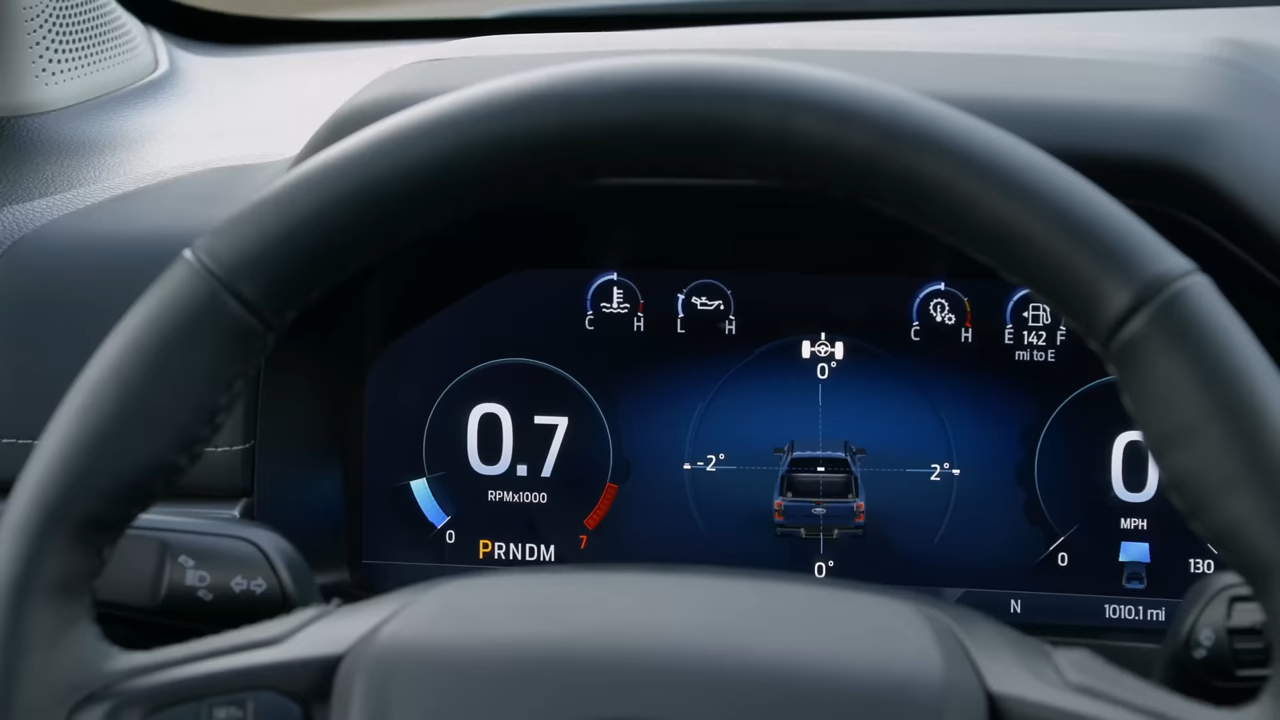 C H
L H
C H
E 142 F
mi to E
0°
0.7
RPMx1000
0
7
PRNDM
-2°
2°
Ford
0°
0
MPH
0
130
N
1010.1 mi